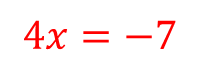 4x = −7